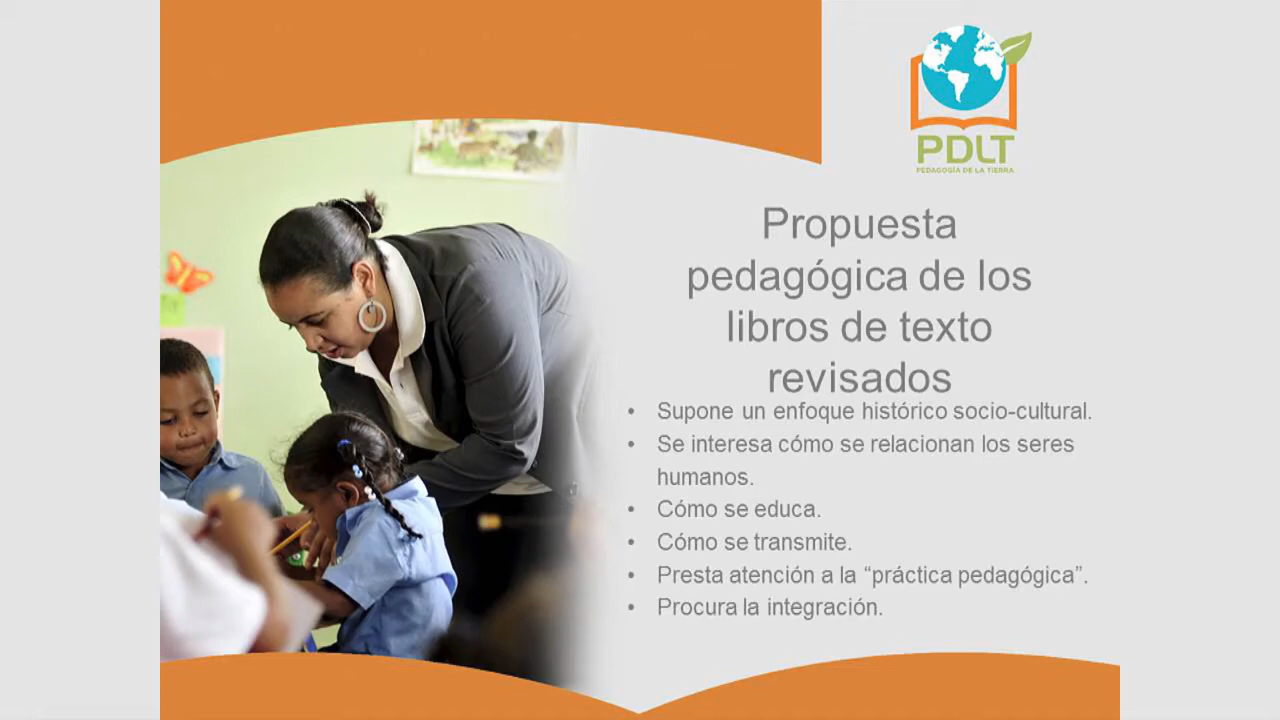 PDLT
PEDAGOGÍA DE LA TIERRA
Propuesta
pedagógica de los
libros de texto
revisados
• Supone un enfoque histórico socio-cultural.
• Se interesa cómo se relacionan los seres
humanos.
• Cómo se educa.
• Cómo se transmite.
• Presta atención a la “práctica pedagógica”.
• Procura la integración.